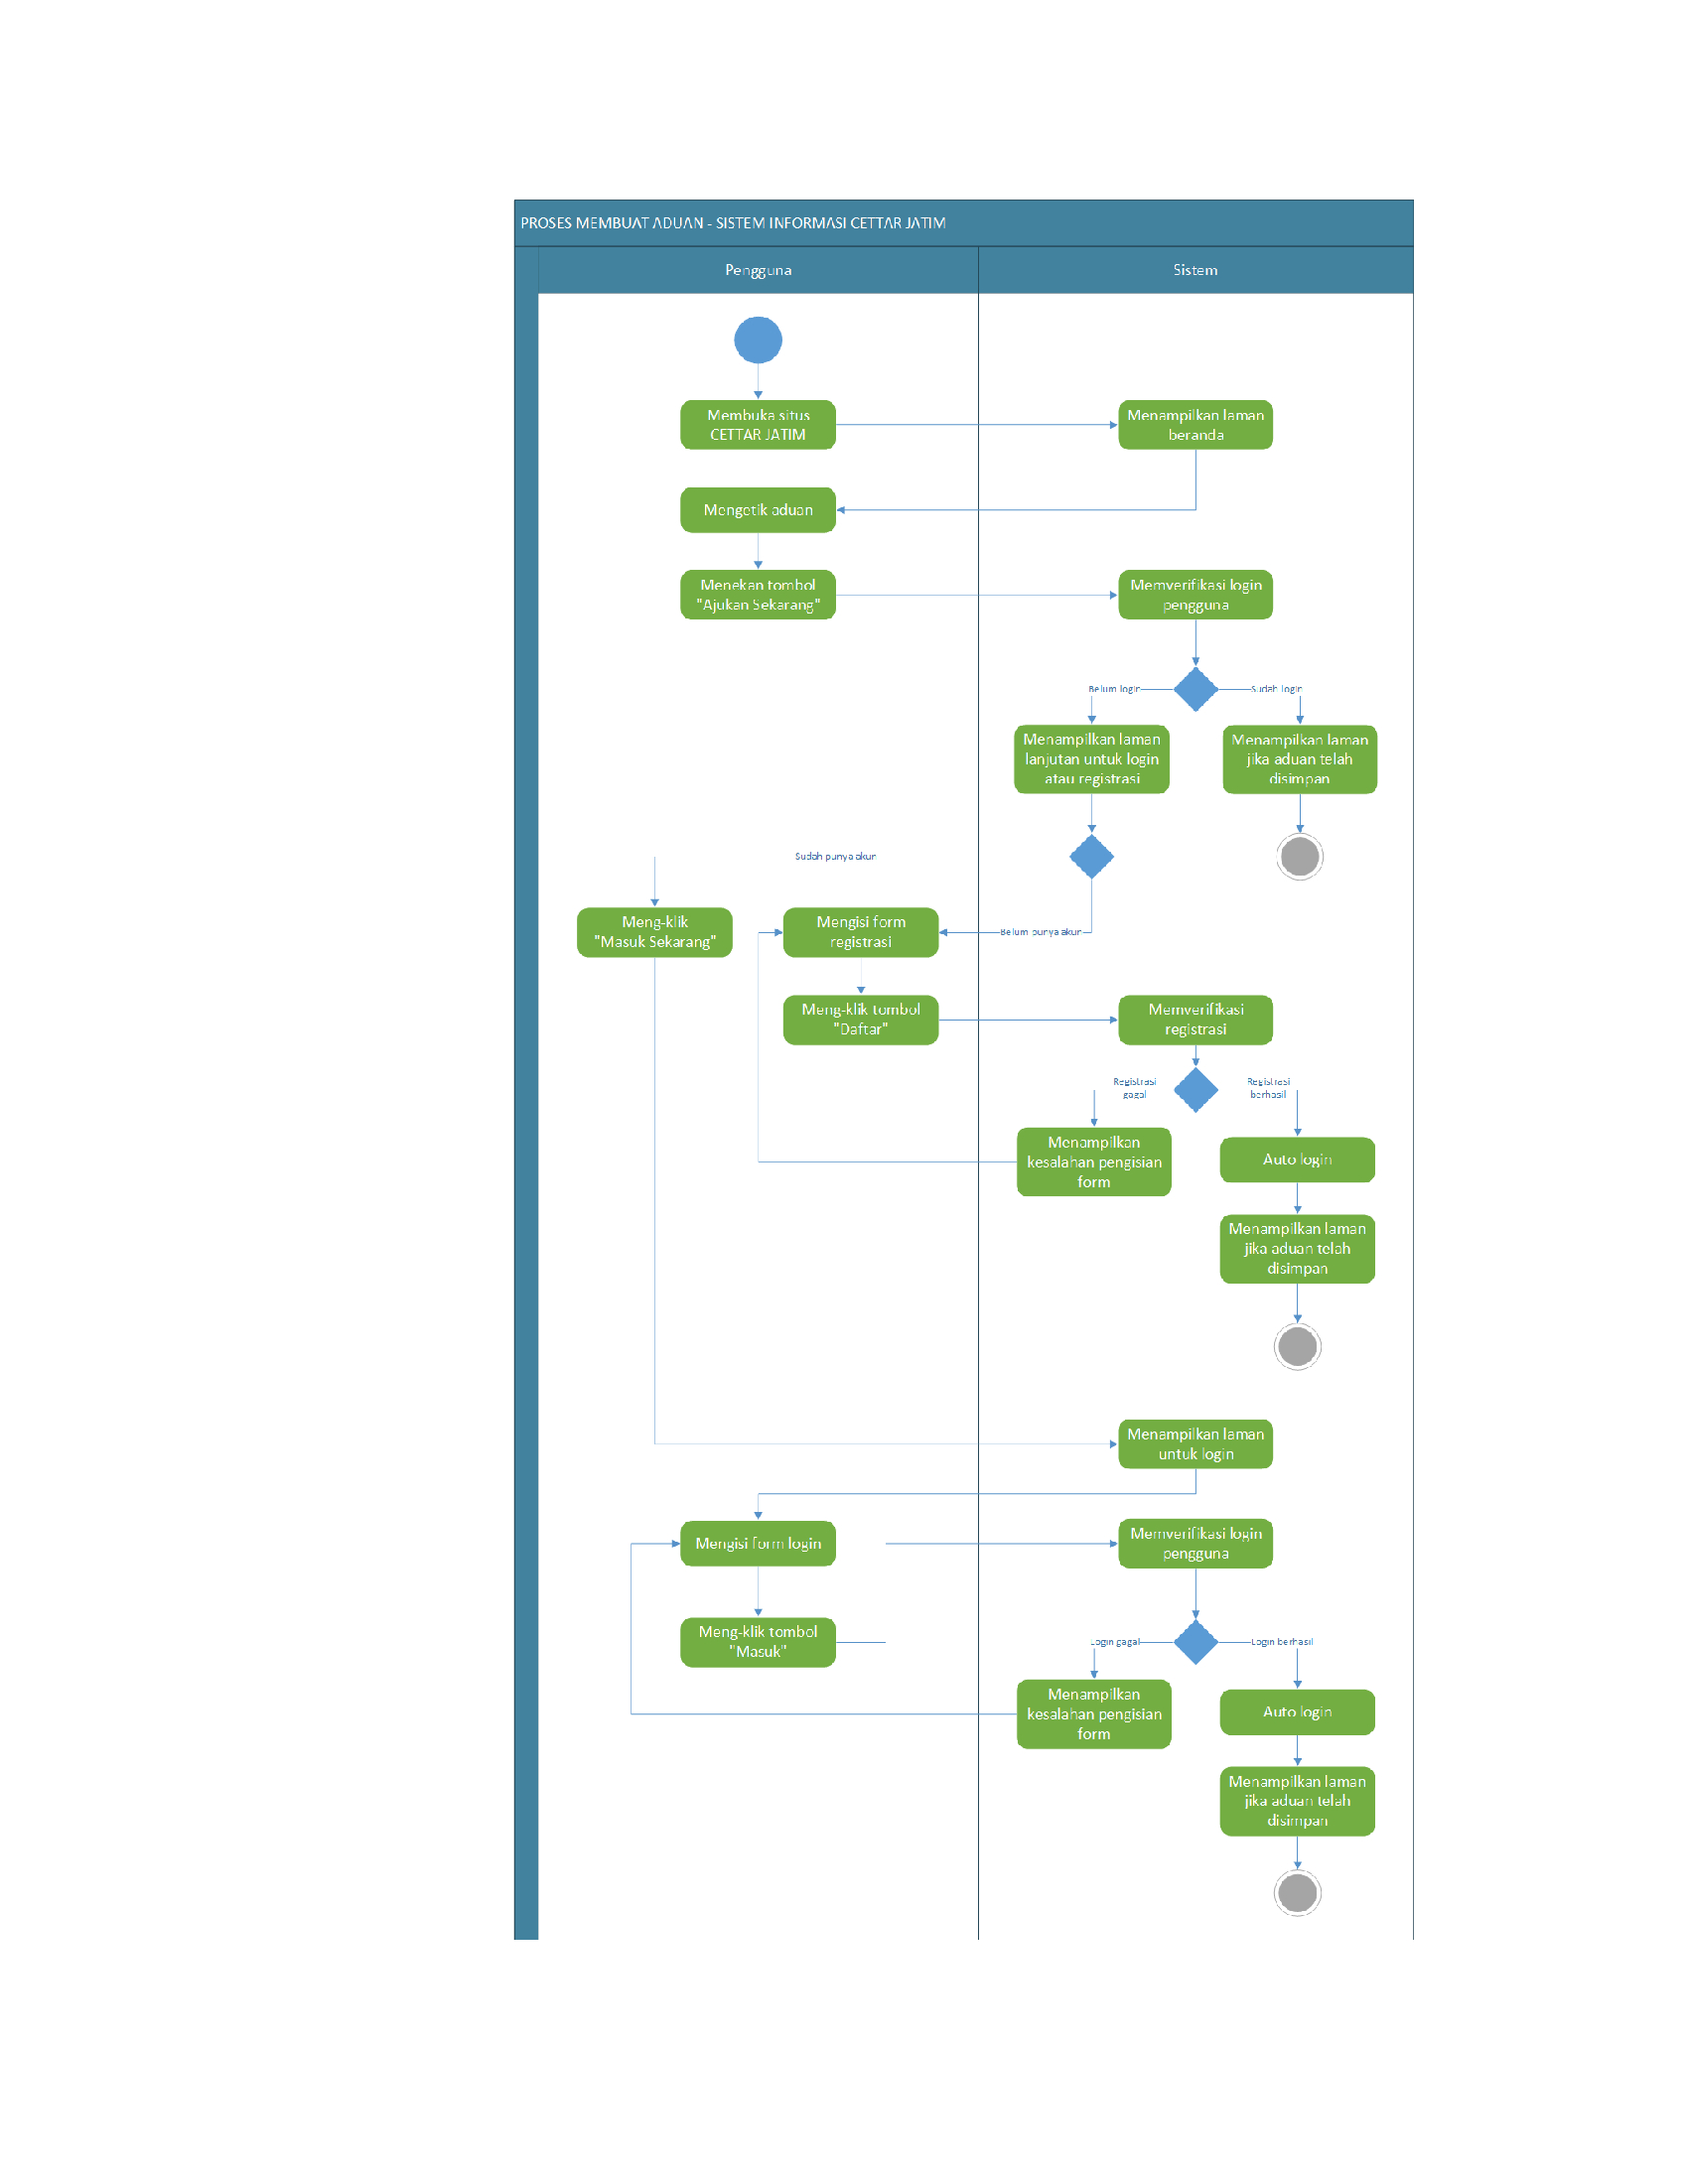 PROSES MEMBUAT ADUAN - SISTEM INFORMASI CETTAR JATIM
Pengguna
Sistem
Membuka situs
CETTAR JATIM
Menampilkan laman
beranda
Mengetik aduan
Menekan tombol
"Ajukan Sekarang"
Memverifikasi login
pengguna
Belum login
Sudah login
Menampilkan laman
lanjutan untuk login
atau registrasi
Menampilkan laman
jika aduan telah
disimpan
Sudah punya akun
Meng-klik
"Masuk Sekarang"
Mengisi form
registrasi
Belum punya akun
Meng-klik tombol
"Daftar"
Memverifikasi
registrasi
Registrasi
gagal
Registrasi
berhasil
Menampilkan
kesalahan pengisian
form
Auto login
Menampilkan laman
jika aduan telah
disimpan
Menampilkan laman
untuk login
Mengisi form login
Memverifikasi login
pengguna
Meng-klik tombol
"Masuk"
Login gagal
Login berhasil
Menampilkan
kesalahan pengisian
form
Auto login
Menampilkan laman
jika aduan telah
disimpan